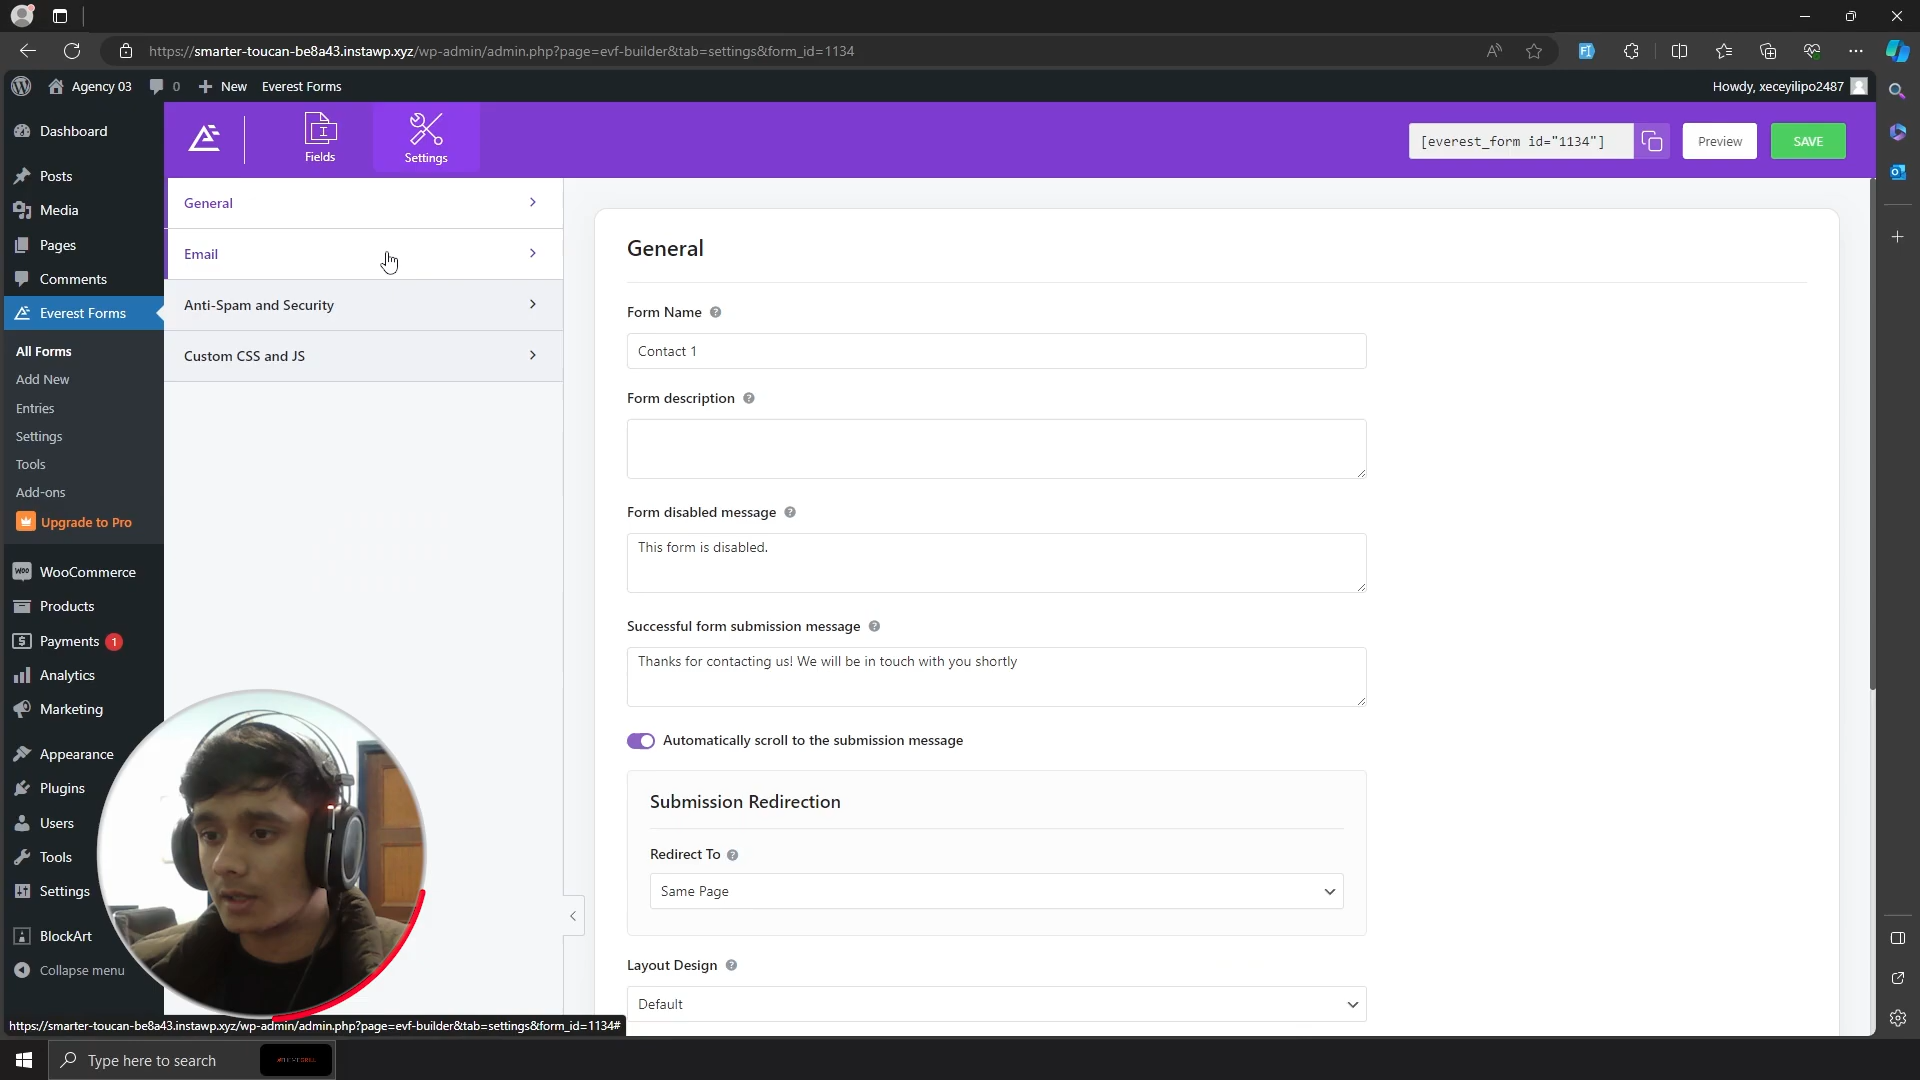 https://smarter-toucan-be8a43.instawp.xyz/wp-admin/admin.php?page=evf-builder&tab=settings&form_id=1134
Agency 03
0
New
Everest Forms
Howdy, xeceyilipo2487
Dashboard
Posts
Media
Pages
Comments
Everest Forms
All Forms
Add New
Entries
Settings
Tools
Add-ons
Upgrade to Pro
WooCommerce
Products
Payments 1
Analytics
Marketing
Appearance
Plugins
Users
Tools
Settings
BlockArt
Collapse menu
Fields
Settings
[everest_form id="1134"]
Preview
SAVE
General
Email
Anti-Spam and Security
Custom CSS and JS
General
Form Name
Contact 1
Form description
Form disabled message
This form is disabled.
Successful form submission message
Thanks for contacting us! We will be in touch with you shortly
Automatically scroll to the submission message
Submission Redirection
Redirect To
Same Page
Layout Design
Default
https://smarter-toucan-be8a43.instawp.xyz/wp-admin/admin.php?page=evf-builder&tab=settings&form_id=1134#
Type here to search